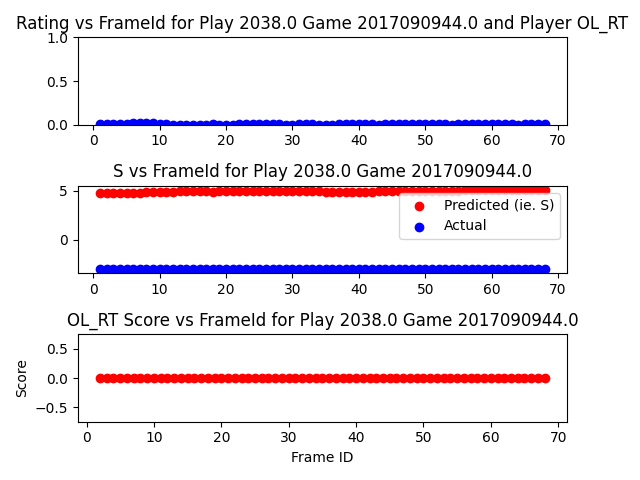 Rating vs FrameId for Play 2038.0 Game 2017090944.0 and Player OL_RT
1.0
0.5
0.0
0 10 20 30 40 50 60 70
S vs FrameId for Play 2038.0 Game 2017090944.0
5
0
Predicted (ie. S)
Actual
0 10 20 30 40 50 60 70
OL_RT Score vs FrameId for Play 2038.0 Game 2017090944.0
Score
0.5
0.0
−0.5
0 10 20 30 40 50 60 70
Frame ID